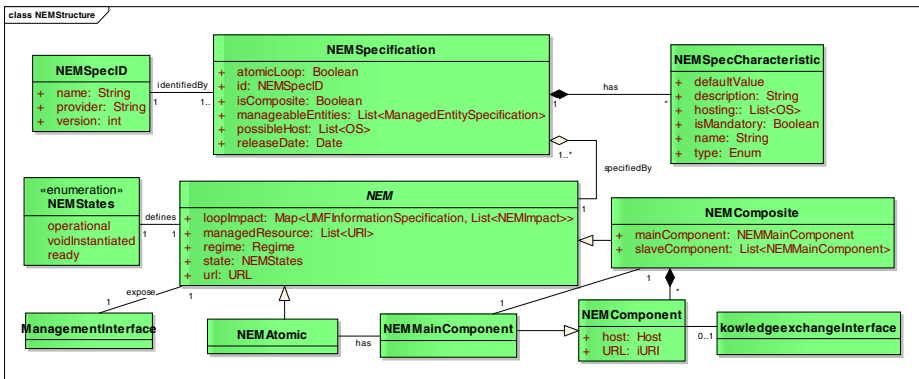 class NEMStructure
NEMSpecification
+ atomicLoop: Boolean
+ id: NEMSpecID
+ isComposite: Boolean
+ manageableEntities: List<ManagedEntitySpecification>
+ possibleHost: List<OS>
+ releaseDate: Date
NEMSpecID
+ name: String
+ provider: String
+ version: int
identifiedBy
1
1..
NEMSpecCharacteristic
+ defaultValue
+ description: String
+ hosting:: List<OS>
+ isMandatory: Boolean
+ name: String
+ type: Enum
has
1
*
1..*
specifiedBy
1
«enumeration»
NEMStates
operational
voidInstantiated
ready
defines
1
1
NEM
+ loopImpact: Map<UMFInformationSpecification, List<NEMImpact>>
+ managedResource: List<URI>
+ regime: Regime
+ state: NEMStates
+ url: URL
NEMComposite
+ mainComponent: NEMMainComponent
+ slaveComponent: List<NEMMainComponent>
expose
1
1
1
1
*
ManagementInterface
NEMAtomic
has
NEMMainComponent
NEMComponent
+ host: Host
+ URL: iURI
0..1
kowledgeexchangeInterface